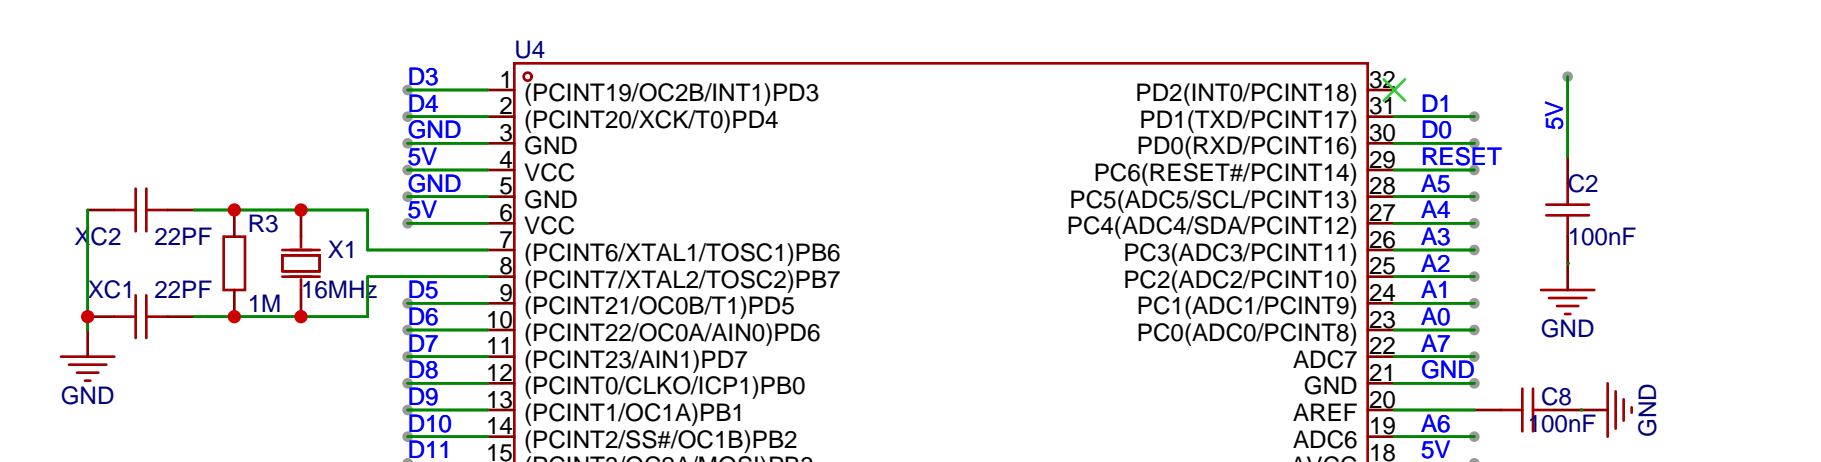 U4
D3 1 (PCINT19/OC2B/INT1)PD3
D4 2 (PCINT20/XCK/T0)PD4
GND 3 GND
5V 4 VCC
GND 5 GND
5V 6 VCC
7 (PCINT6/XTAL1/TOSC1)PB6
8 (PCINT7/XTAL2/TOSC2)PB7
D5 9 (PCINT21/OC0B/T1)PD5
D6 10 (PCINT22/OC0A/AIN0)PD6
D7 11 (PCINT23/AIN1)PD7
D8 12 (PCINT0/CLKO/ICP1)PB0
D9 13 (PCINT1/OC1A)PB1
D10 14 (PCINT2/SS#/OC1B)PB2
D11 15
PD2(INT0/PCINT18) 32
PD1(TXD/PCINT17) 31 D1
PD0(RXD/PCINT16) 30 D0
PC6(RESET#/PCINT14) 29 RESET
PC5(ADC5/SCL/PCINT13) 28 A5
PC4(ADC4/SDA/PCINT12) 27 A4
PC3(ADC3/PCINT11) 26 A3
PC2(ADC2/PCINT10) 25 A2
PC1(ADC1/PCINT9) 24 A1
PC0(ADC0/PCINT8) 23 A0
ADC7 22 A7
GND 21 GND
AREF 20
ADC6 19 A6
18 5V
XC2 22PF
R3
X1
XC1 22PF
1M
16MHz
GND
5V
C2
100nF
GND
C8
100nF
GND